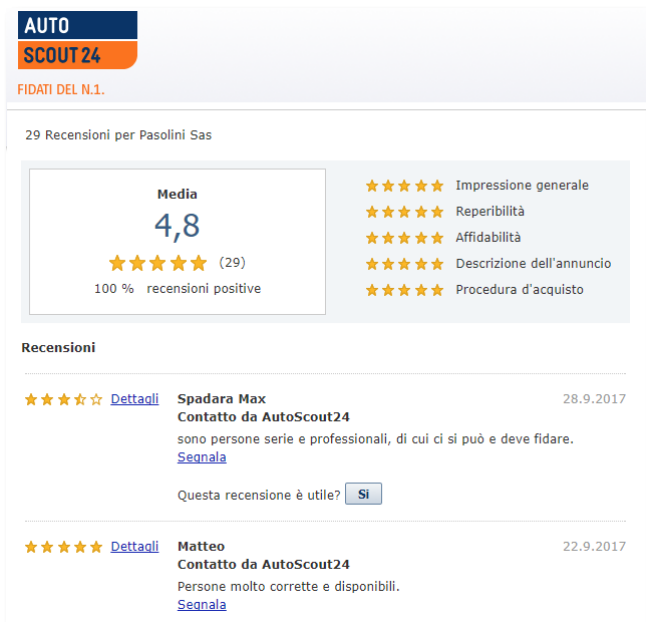 AUTO
SCOUT 24
FIDATI DEL N.1.
29 Recensioni per Pasolini Sas
Media
4,8
(29)
100 % recensioni positive
Impressione generale
Reperibilità
Affidabilità
Descrizione dell'annuncio
Procedura d'acquisto
Recensioni
Dettagli Spadara Max 28.9.2017
Contatto da AutoScout24
sono persone serie e professionali, di cui ci si può e deve fidare.
Segnala
Questa recensione è utile? Si
Dettagli Matteo 22.9.2017
Contatto da AutoScout24
Persone molto corrette e disponibili.
Segnala